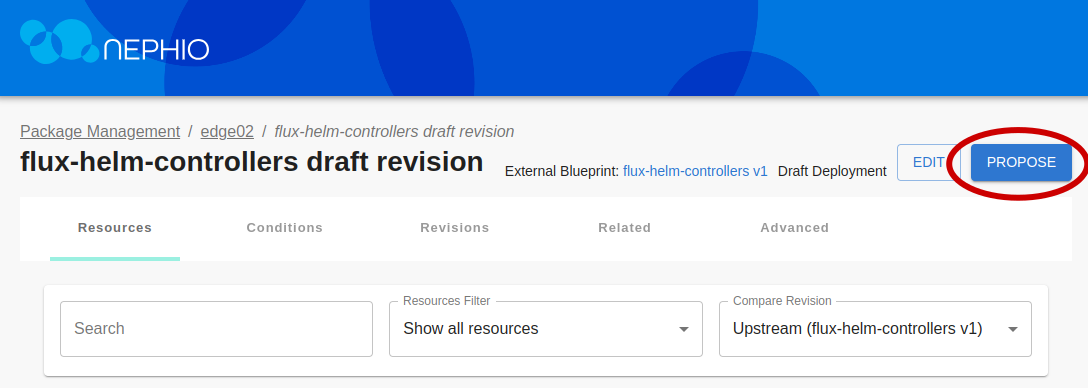 NEPHIO
Package Management / edge02 / flux-helm-controllers draft revision
flux-helm-controllers draft revision
External Blueprint: flux-helm-controllers v1 Draft Deployment
EDIT
PROPOSE
Resources Conditions Revisions Related Advanced
Search
Resources Filter
Show all resources
Compare Revision
Upstream (flux-helm-controllers v1)